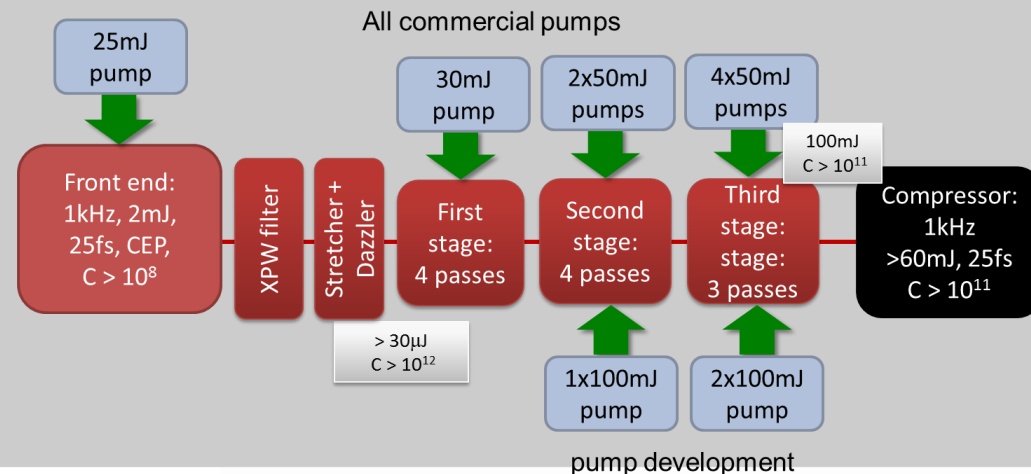 All commercial pumps
25mJ
pump
30mJ
pump
2x50mJ
pumps
4x50mJ
pumps
100mJ
C > 10¹¹
Front end:
1kHz, 2mJ,
25fs, CEP,
C > 10⁸
XPW filter
Stretcher +
Dazzler
First
stage:
4 passes
Second
stage:
4 passes
Third
stage:
stage:
3 passes
Compressor:
1kHz
>60mJ, 25fs
C > 10¹¹
> 30µJ
C > 10¹²
1x100mJ
pump
2x100mJ
pump
pump development